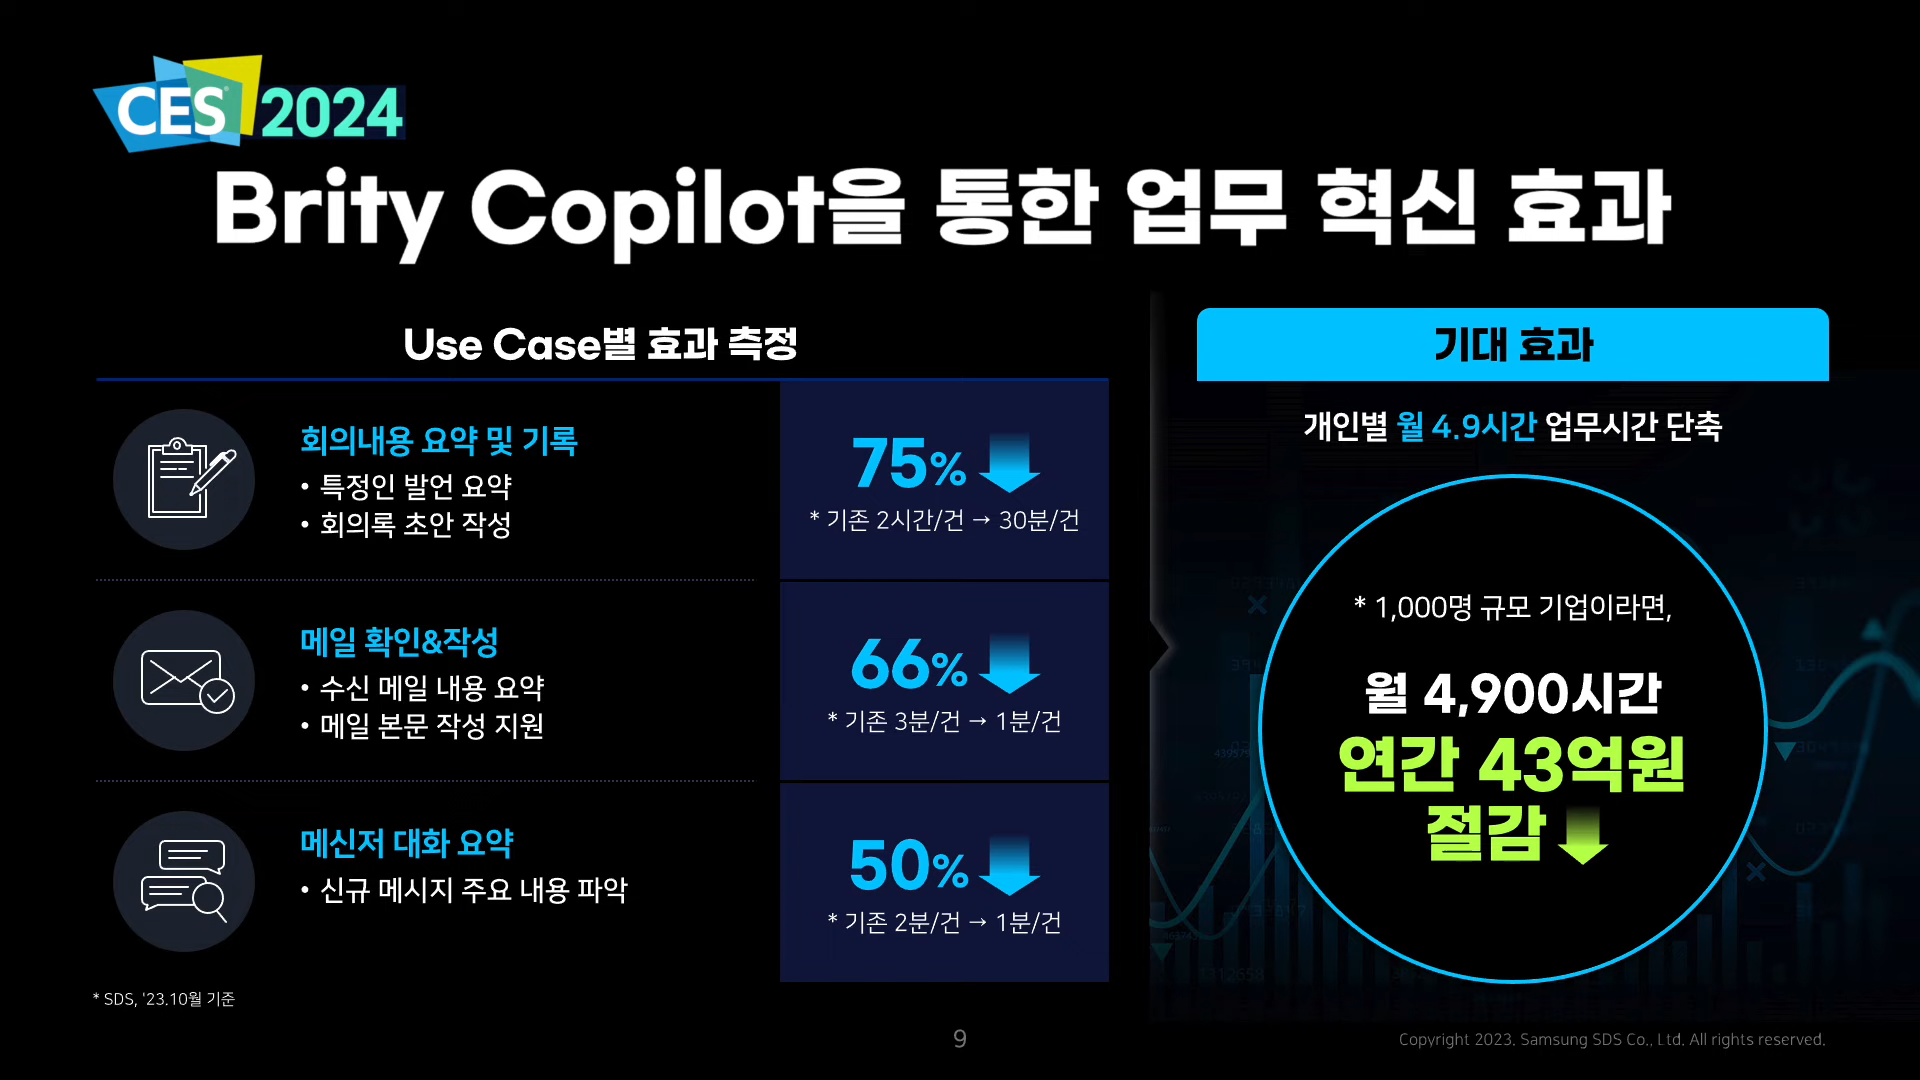 CES® 2024
Brity Copilot을 통한 업무 혁신 효과
Use Case별 효과 측정
회의내용 요약 및 기록
• 특정인 발언 요약
• 회의록 초안 작성
75%
* 기존 2시간/건 → 30분/건
메일 확인&작성
• 수신 메일 내용 요약
• 메일 본문 작성 지원
66%
* 기존 3분/건 → 1분/건
메신저 대화 요약
• 신규 메시지 주요 내용 파악
50%
* 기존 2분/건 → 1분/건
* SDS, '23.10월 기준
기대 효과
개인별 월 4.9시간 업무시간 단축
* 1,000명 규모 기업이라면,
월 4,900시간
연간 43억원
절감
9
Copyright 2023. Samsung SDS Co., Ltd. All rights reserved.